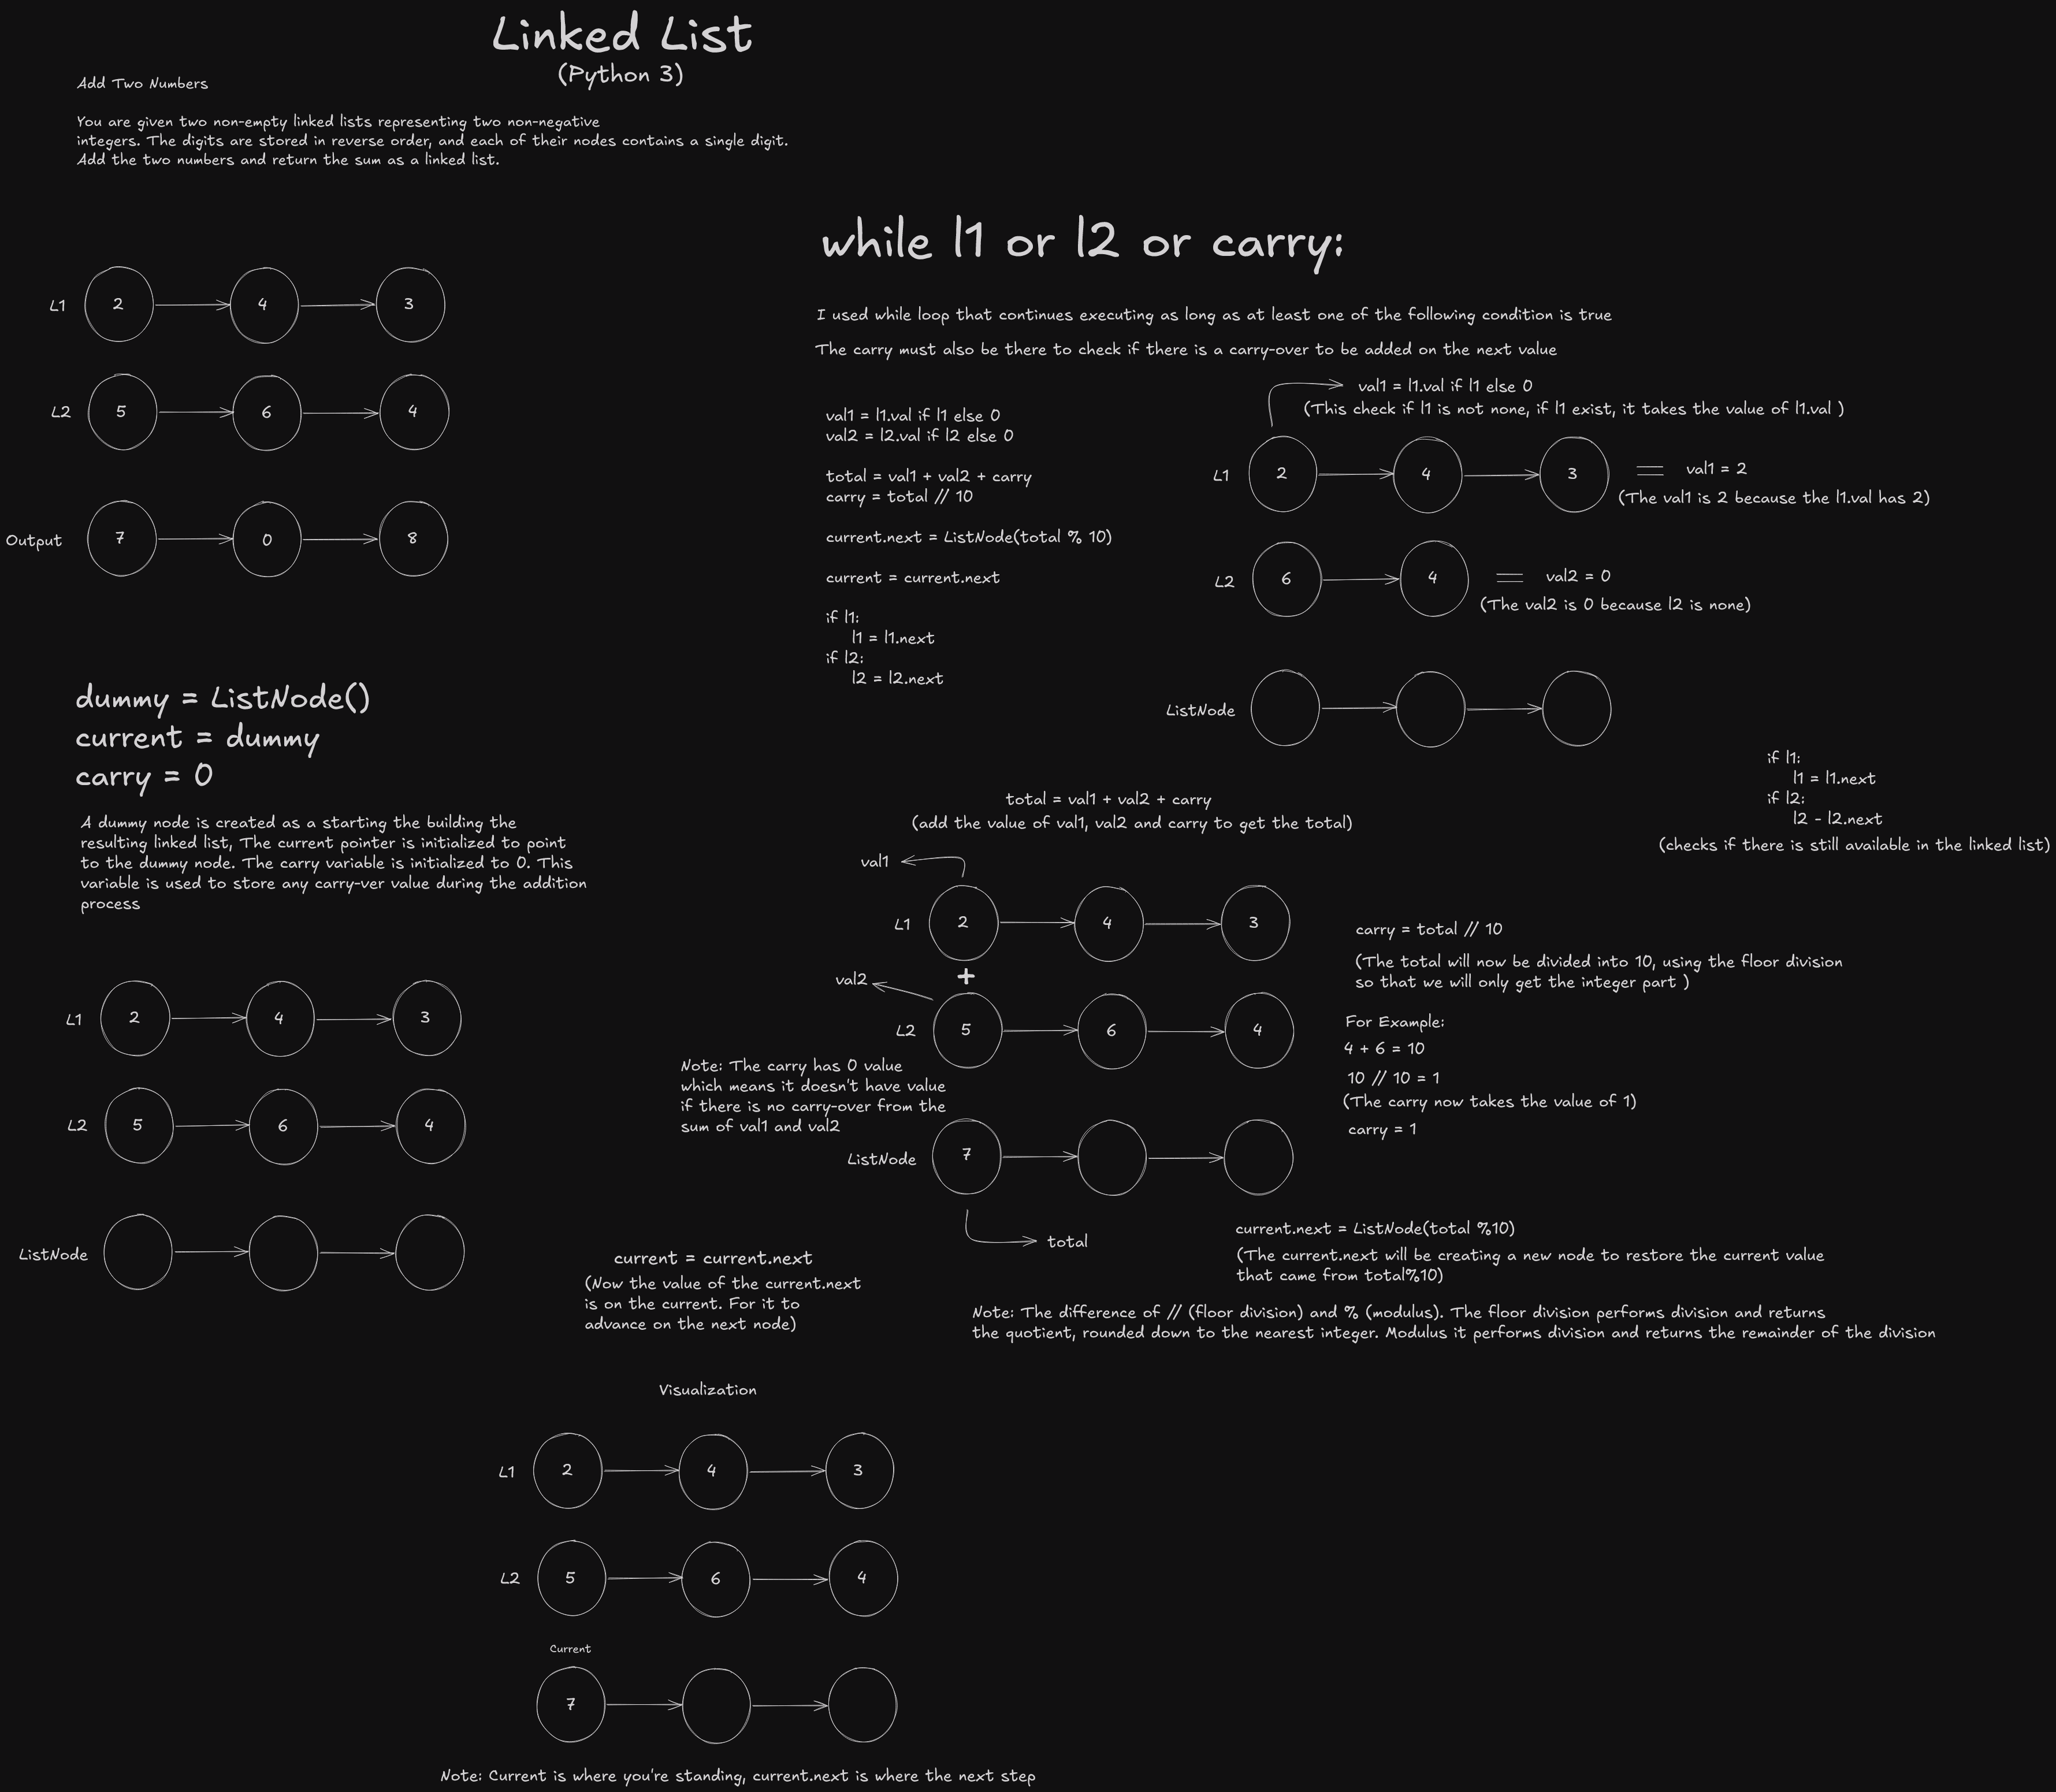 Linked List
(Python 3)
Add Two Numbers
You are given two non-empty linked lists representing two non-negative
integers. The digits are stored in reverse order, and each of their nodes contains a single digit.
Add the two numbers and return the sum as a linked list.
L1 2 4 3
L2 5 6 4
Output 7 0 8
dummy = ListNode()
current = dummy
carry = 0
A dummy node is created as a starting the building the
resulting linked list, The current pointer is initialized to point
to the dummy node. The carry variable is initialized to 0. This
variable is used to store any carry-ver value during the addition
process
L1 2 4 3
L2 5 6 4
ListNode
while l1 or l2 or carry:
I used while loop that continues executing as long as at least one of the following condition is true
The carry must also be there to check if there is a carry-over to be added on the next value
val1 = l1.val if l1 else 0
val2 = l2.val if l2 else 0
total = val1 + val2 + carry
carry = total // 10
current.next = ListNode(total % 10)
current = current.next
if l1:
l1 = l1.next
if l2:
l2 = l2.next
val1 = l1.val if l1 else 0
(This check if l1 is not none, if l1 exist, it takes the value of l1.val )
L1 2 4 3 val1 = 2
(The val1 is 2 because the l1.val has 2)
L2 6 4 val2 = 0
(The val2 is 0 because l2 is none)
ListNode
if l1:
l1 = l1.next
if l2:
l2 - l2.next
(checks if there is still available in the linked list)
total = val1 + val2 + carry
(add the value of val1, val2 and carry to get the total)
val1
L1 2 4 3
+
val2
L2 5 6 4
Note: The carry has 0 value
which means it doesn't have value
if there is no carry-over from the
sum of val1 and val2
ListNode 7
total
carry = total // 10
(The total will now be divided into 10, using the floor division
so that we will only get the integer part )
For Example:
4 + 6 = 10
10 // 10 = 1
(The carry now takes the value of 1)
carry = 1
current.next = ListNode(total %10)
(The current.next will be creating a new node to restore the current value
that came from total%10)
Note: The difference of // (floor division) and % (modulus). The floor division performs division and returns
the quotient, rounded down to the nearest integer. Modulus it performs division and returns the remainder of the division
current = current.next
(Now the value of the current.next
is on the current. For it to
advance on the next node)
Visualization
L1 2 4 3
L2 5 6 4
Current
7
Note: Current is where you're standing, current.next is where the next step